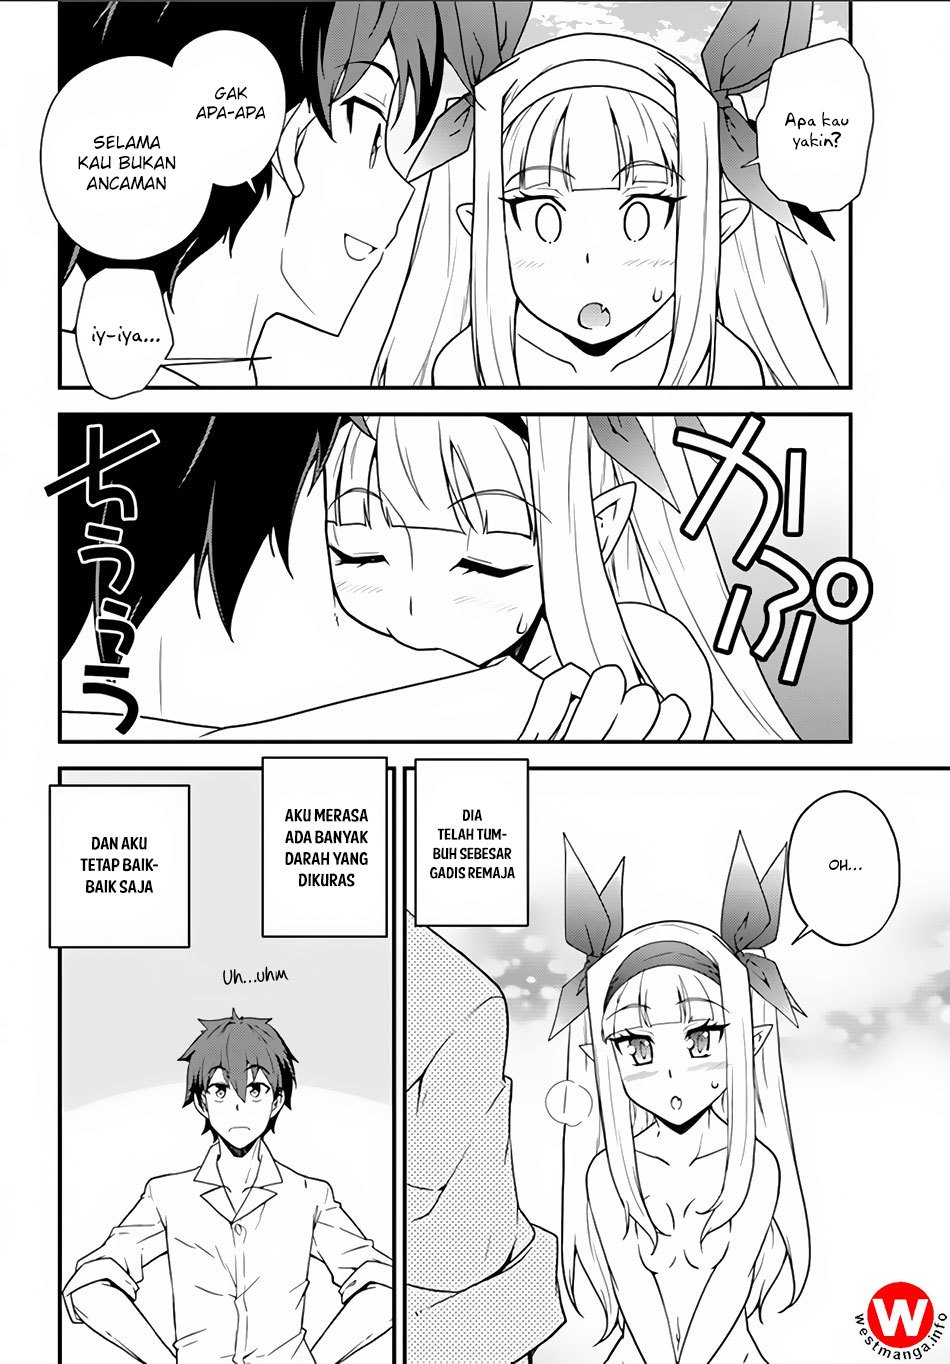 Apa kau
yakin?
GAK
APA-APA
SELAMA
KAU BUKAN
ANCAMAN
iy-iya...
かぷ
ちううう
OH...
DIA
TELAH TUM-
BUH SEBESAR
GADIS REMAJA
AKU MERASA
ADA BANYAK
DARAH YANG
DIKURAS
DAN AKU
TETAP BAIK-
BAIK SAJA
Uh...uhm
W
westmanga.info